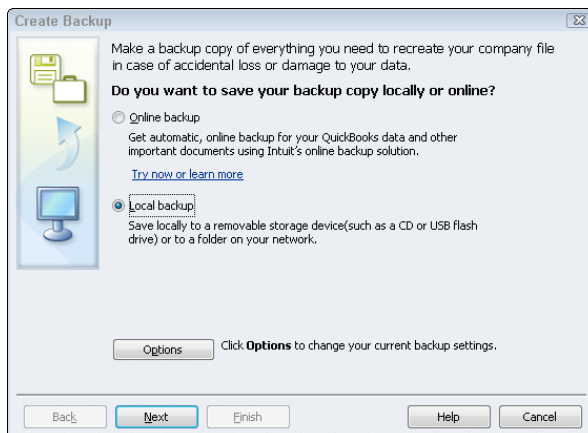 Create Backup
Make a backup copy of everything you need to recreate your company file
in case of accidental loss or damage to your data.
Do you want to save your backup copy locally or online?
Online backup
Get automatic, online backup for your QuickBooks data and other
important documents using Intuit's online backup solution.
Try now or learn more
Local backup
Save locally to a removable storage device(such as a CD or USB flash
drive) or to a folder on your network.
Options Click Options to change your current backup settings.
Back Next Finish Help Cancel